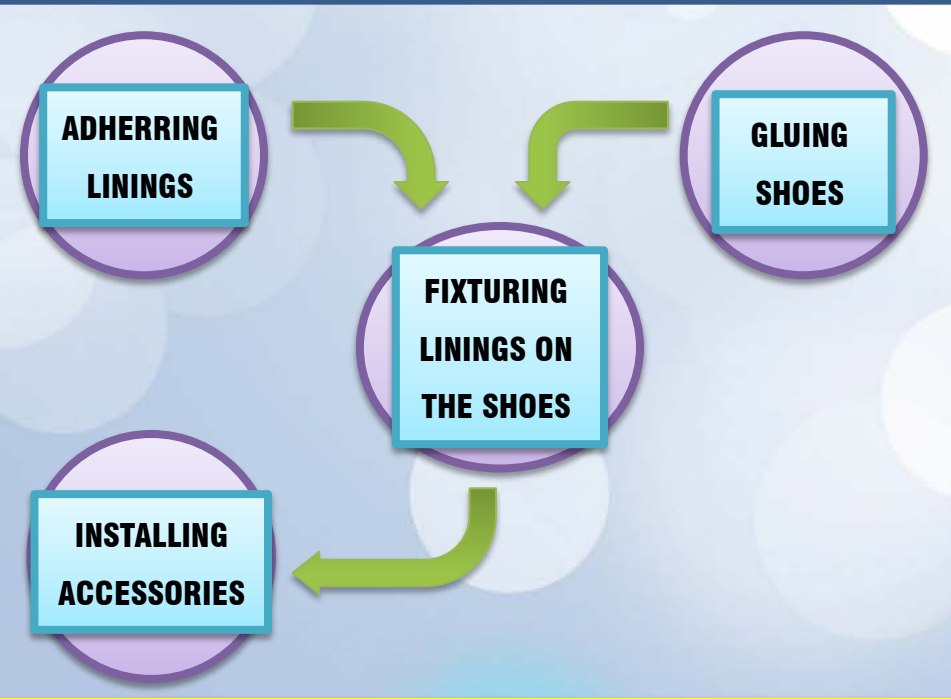 ADHERRING
LININGS
GLUING
SHOES
FIXTURING
LININGS ON
THE SHOES
INSTALLING
ACCESSORIES